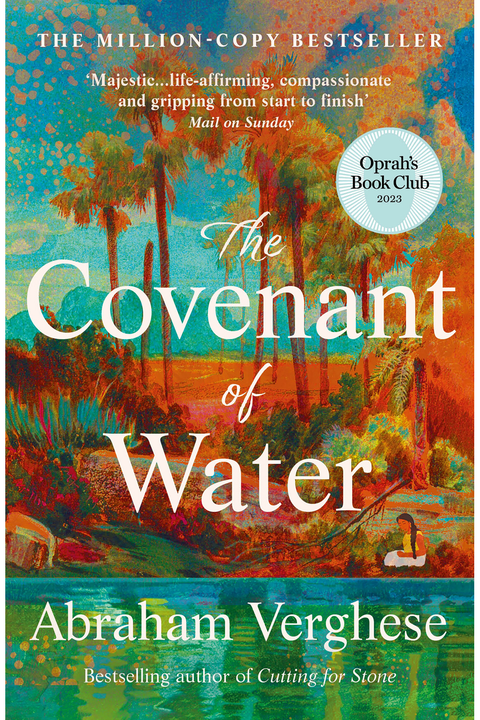 THE MILLION-COPY BESTSELLER
‘Majestic...life-affirming, compassionate
and gripping from start to finish’
Mail on Sunday
Oprah’s
Book Club
2023
The
Covenant
of
Water
Abraham Verghese
Bestselling author of Cutting for Stone